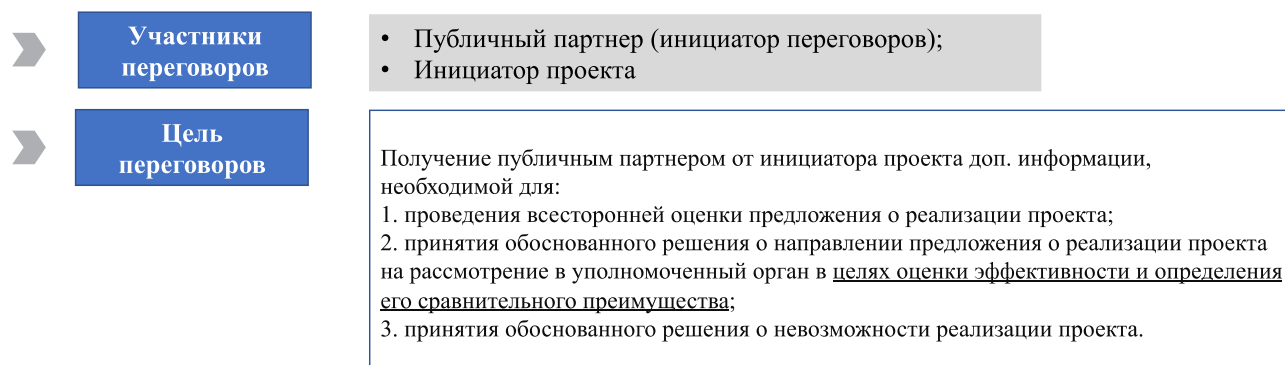 Участники
переговоров
• Публичный партнер (инициатор переговоров);
• Инициатор проекта
Цель
переговоров
Получение публичным партнером от инициатора проекта доп. информации,
необходимой для:
1. проведения всесторонней оценки предложения о реализации проекта;
2. принятия обоснованного решения о направлении предложения о реализации проекта
на рассмотрение в уполномоченный орган в целях оценки эффективности и определения
его сравнительного преимущества;
3. принятия обоснованного решения о невозможности реализации проекта.